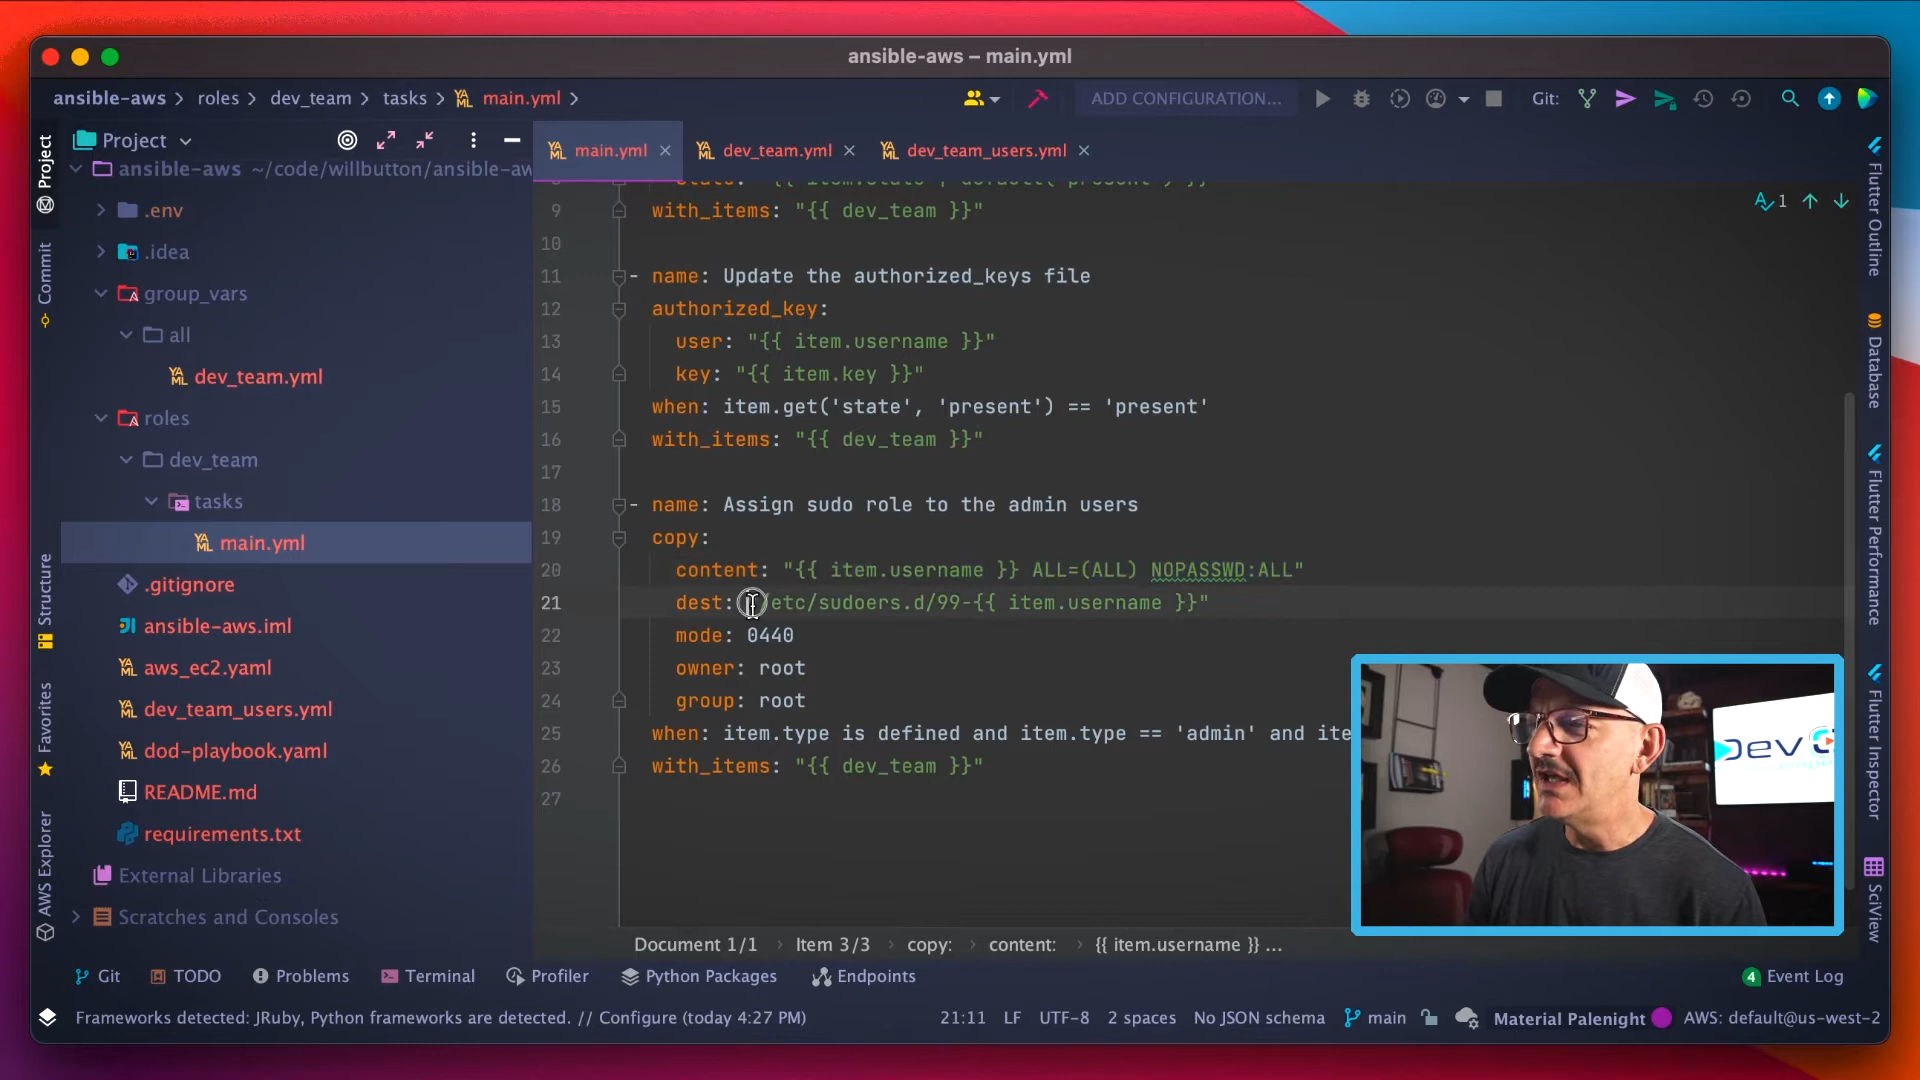 ansible-aws – main.yml
ansible-aws > roles > dev_team > tasks > main.yml >
ADD CONFIGURATION...
Git:
Project
ansible-aws ~/code/willbutton/ansible-aw
.env
.idea
group_vars
all
dev_team.yml
roles
dev_team
tasks
main.yml
.gitignore
ansible-aws.iml
aws_ec2.yaml
dev_team_users.yml
dod-playbook.yaml
README.md
requirements.txt
External Libraries
Scratches and Consoles
Project
Commit
Structure
Favorites
AWS Explorer
main.yml
dev_team.yml
dev_team_users.yml
1
9 with_items: "{{ dev_team }}"
10
11 - name: Update the authorized_keys file
12 authorized_key:
13 user: "{{ item.username }}"
14 key: "{{ item.key }}"
15 when: item.get('state', 'present') == 'present'
16 with_items: "{{ dev_team }}"
17
18 - name: Assign sudo role to the admin users
19 copy:
20 content: "{{ item.username }} ALL=(ALL) NOPASSWD:ALL"
21 dest: /etc/sudoers.d/99-{{ item.username }}"
22 mode: 0440
23 owner: root
24 group: root
25 when: item.type is defined and item.type == 'admin' and ite
26 with_items: "{{ dev_team }}"
27
Flutter Outline
Database
Flutter Performance
Flutter Inspector
SciView
Document 1/1 > Item 3/3 > copy: > content: > {{ item.username }} ...
Git
TODO
Problems
Terminal
Profiler
Python Packages
Endpoints
4 Event Log
Frameworks detected: JRuby, Python frameworks are detected. // Configure (today 4:27 PM)
21:11
LF
UTF-8
2 spaces
No JSON schema
main
Material Palenight
AWS: default@us-west-2